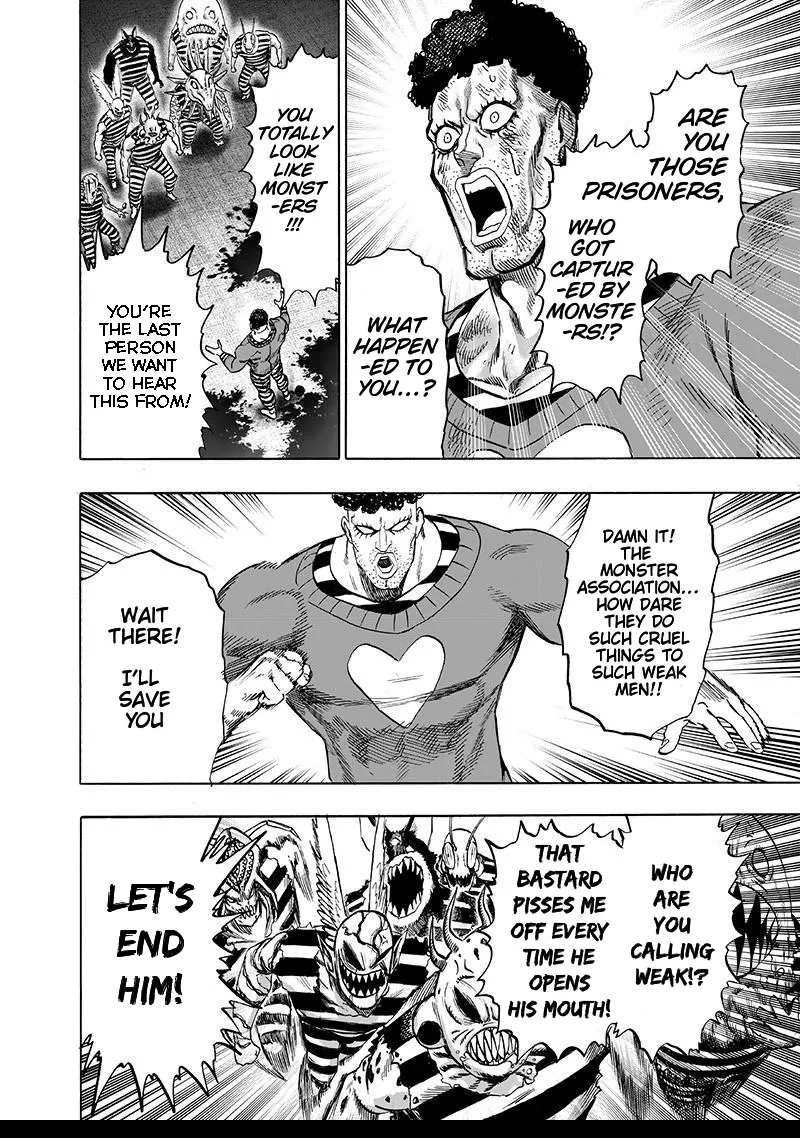 ARE
YOU
THOSE
PRISONERS,
WHO
GOT
CAPTUR
-ED BY
MONSTE
-RS!?
WHAT
HAPPEN
-ED TO
YOU...?
YOU
TOTALLY
LOOK
LIKE
MONST
-ERS
!!!
YOU'RE
THE LAST
PERSON
WE WANT
TO HEAR
THIS FROM!
DAMN IT!
THE
MONSTER
ASSOCIATION...
HOW DARE
THEY DO
SUCH CRUEL
THINGS TO
SUCH WEAK
MEN!!
WAIT
THERE!
I'LL
SAVE
YOU
WHO
ARE
YOU
CALLING
WEAK!?
THAT
BASTARD
PISSES ME
OFF EVERY
TIME HE
OPENS
HIS MOUTH!
LET'S
END
HIM!